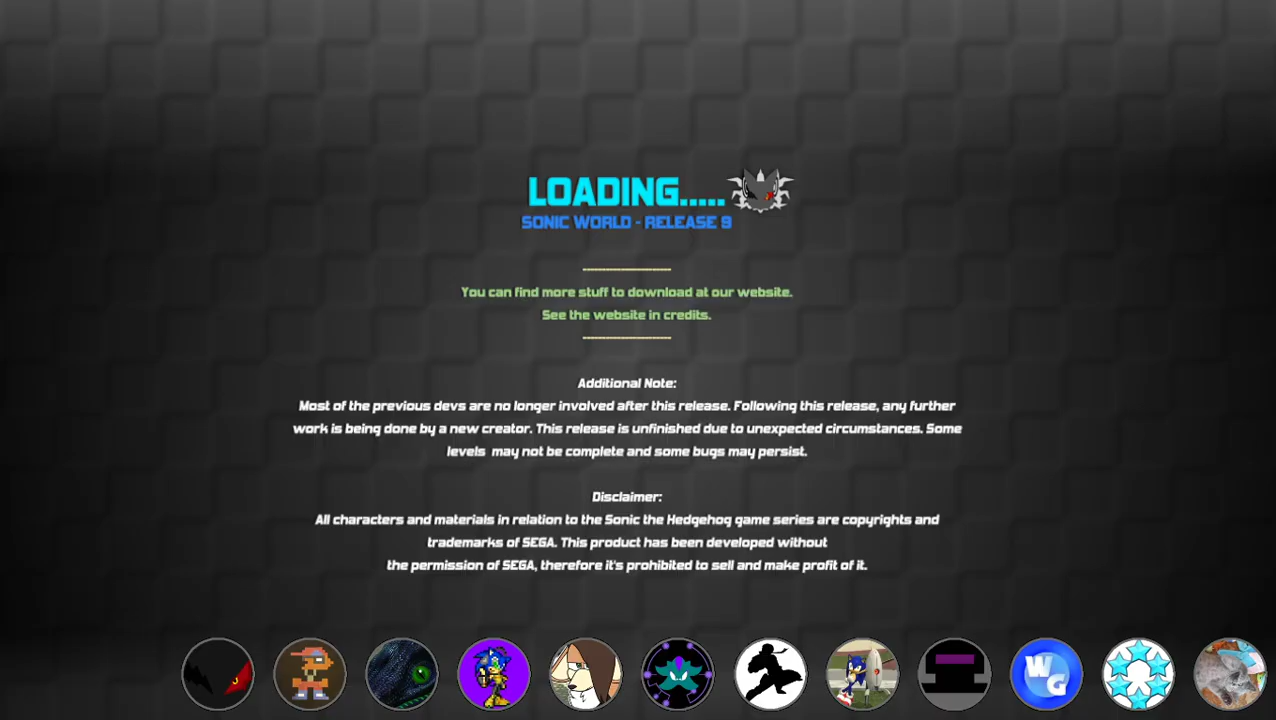 LOADING.....
SONIC WORLD - RELEASE 9
----------------------
You can find more stuff to download at our website.
See the website in credits.
----------------------
Additional Note:
Most of the previous devs are no longer involved after this release. Following this release, any further
work is being done by a new creator. This release is unfinished due to unexpected circumstances. Some
levels  may not be complete and some bugs may persist.
Disclaimer:
All characters and materials in relation to the Sonic the Hedgehog game series are copyrights and
trademarks of SEGA. This product has been developed without
the permission of SEGA, therefore it's prohibited to sell and make profit of it.
WG